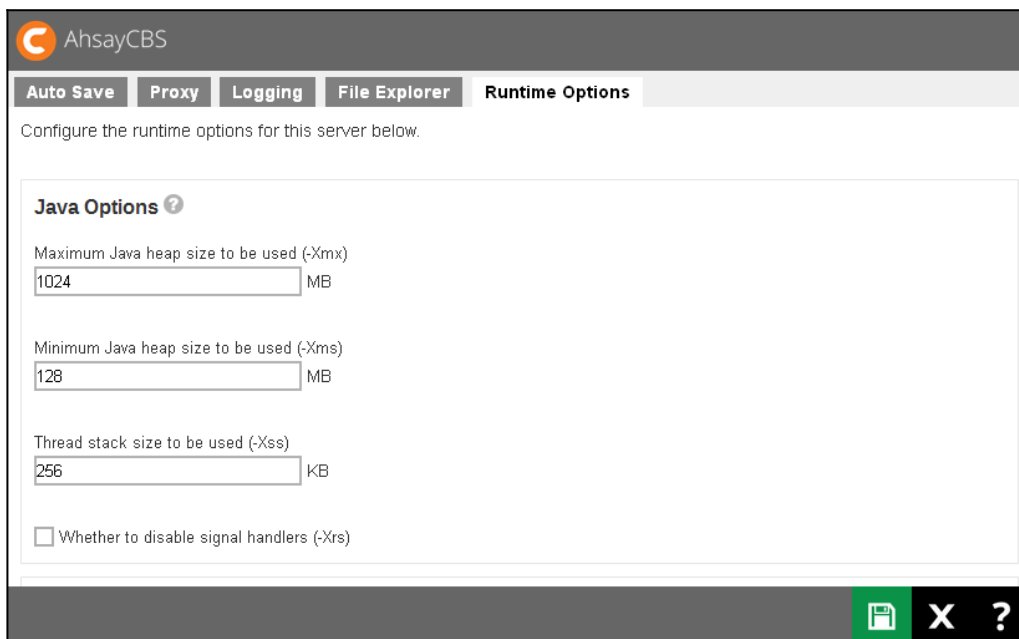 AhsayCBS
Auto Save Proxy Logging File Explorer Runtime Options
Configure the runtime options for this server below.
Java Options ?
Maximum Java heap size to be used (-Xmx)
1024 MB
Minimum Java heap size to be used (-Xms)
128 MB
Thread stack size to be used (-Xss)
256 KB
Whether to disable signal handlers (-Xrs)
X ?